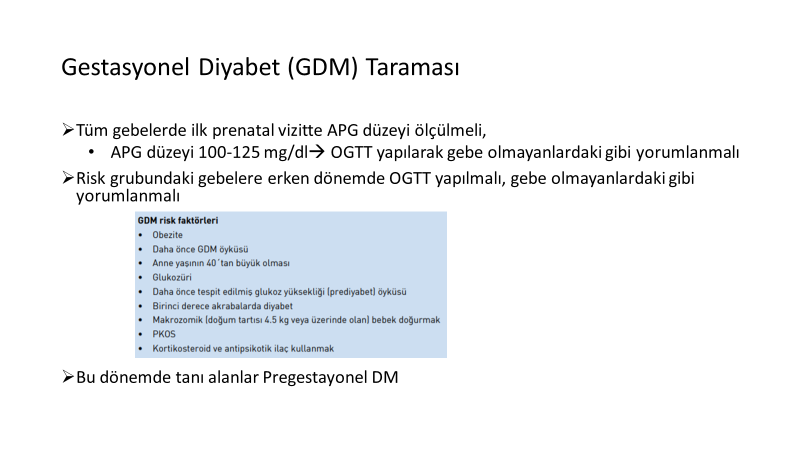 Gestasyonel Diyabet (GDM) Taraması
➢Tüm gebelerde ilk prenatal vizitte APG düzeyi ölçülmeli,
• APG düzeyi 100-125 mg/dl→ OGTT yapılarak gebe olmayanlardaki gibi yorumlanmalı
➢Risk grubundaki gebelere erken dönemde OGTT yapılmalı, gebe olmayanlardaki gibi
yorumlanmalı
GDM risk faktörleri
• Obezite
• Daha önce GDM öyküsü
• Anne yaşının 40´tan büyük olması
• Glukozüri
• Daha önce tespit edilmiş glukoz yüksekliği (prediyabet) öyküsü
• Birinci derece akrabalarda diyabet
• Makrozomik (doğum tartısı 4.5 kg veya üzerinde olan) bebek doğurmak
• PKOS
• Kortikosteroid ve antipsikotik ilaç kullanmak
➢Bu dönemde tanı alanlar Pregestayonel DM